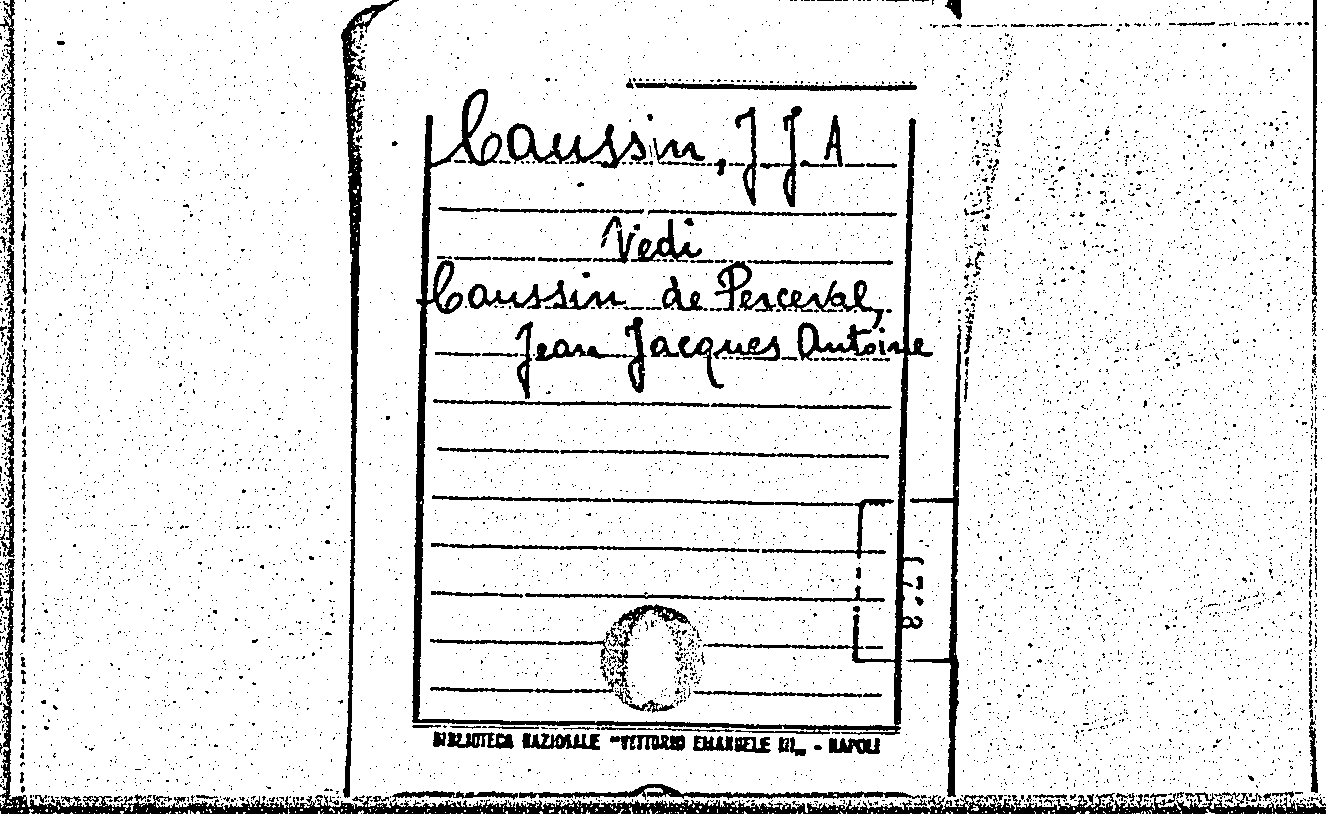 Caussin, J. J. A
Vedi
Caussin de Perceval,
Jean Jacques Antoine
BIBLIOTECA NAZIONALE "VITTORIO EMANUELE III„ - NAPOLI